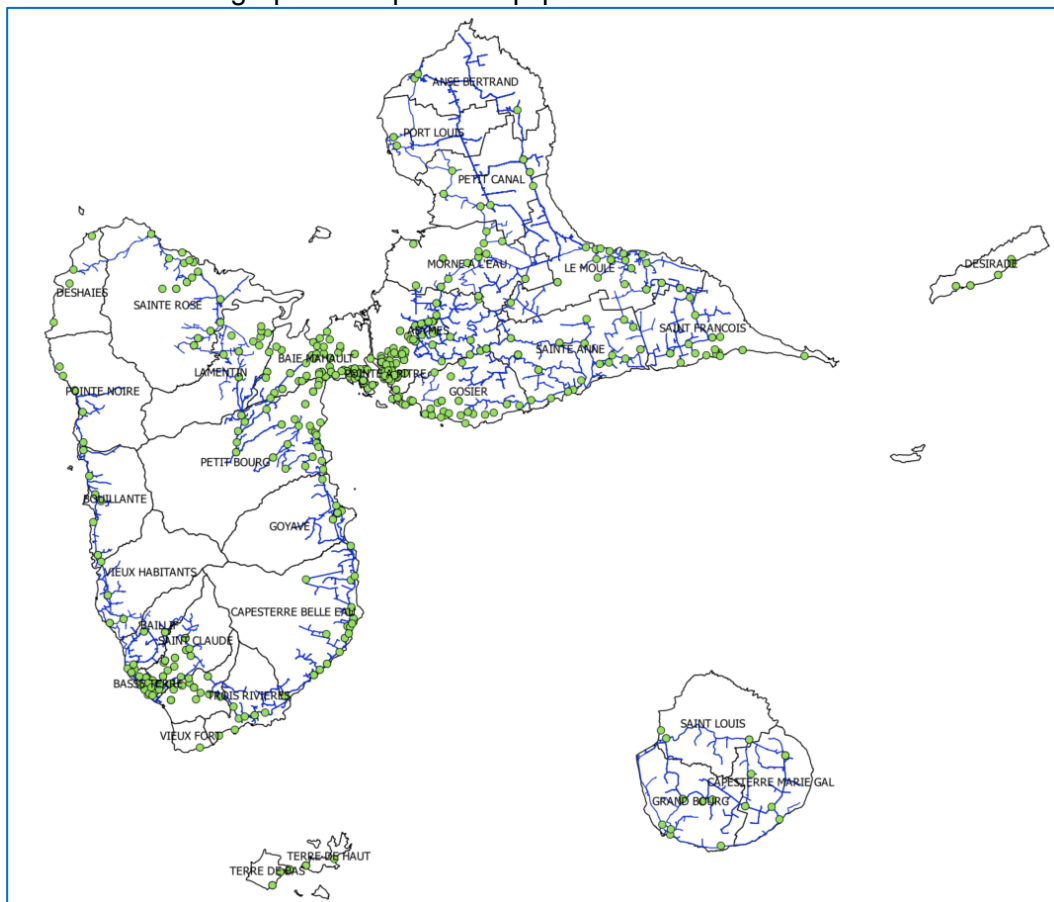 ANSE BERTRAND
PORT LOUIS
PETIT CANAL
MORNE A L'EAU
LE MOULE
DESIRADE
DESHAIES
SAINTE ROSE
ABYMES
SAINT FRANCOIS
SAINTE ANNE
BAIE MAHAULT
LAMENTIN
POINTE A PITRE
POINTE NOIRE
GOSIER
PETIT BOURG
BOUILLANTE
GOYAVE
VIEUX HABITANTS
CAPESTERRE BELLE EAU
BAILLIF
SAINT CLAUDE
BASSE TERRE
TROIS RIVIERES
VIEUX FORT
SAINT LOUIS
CAPESTERRE MARIE GAL
GRAND BOURG
TERRE DE HAUT
TERRE DE BAS